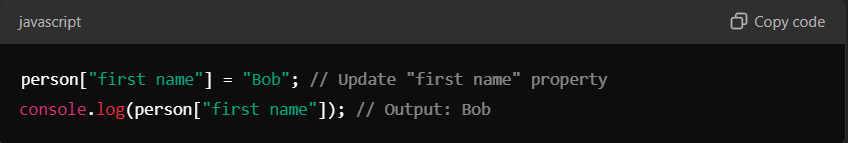 javascript
Copy code
person["first name"] = "Bob"; // Update "first name" property
console.log(person["first name"]); // Output: Bob